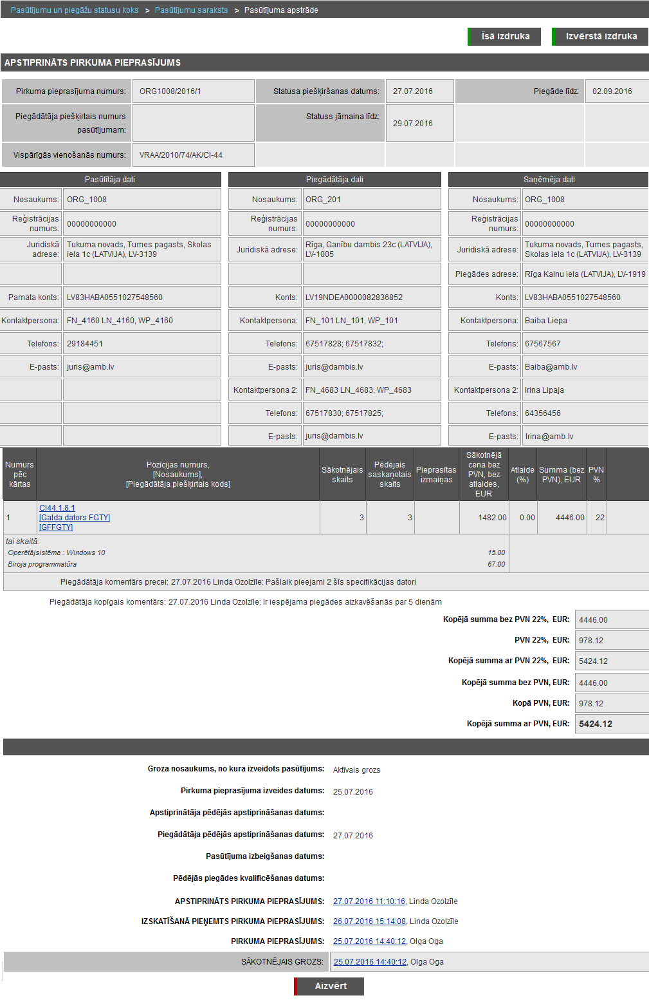 Pasūtījumu un piegāžu statusu koks > Pasūtījumu saraksts > Pasūtījuma apstrāde
Īsā izdruka Izvērstā izdruka
APSTIPRINĀTS PIRKUMA PIEPRASĪJUMS
Pirkuma pieprasījuma numurs: ORG1008/2016/1 Statusa piešķiršanas datums: 27.07.2016 Piegāde līdz: 02.09.2016
Piegādātāja piešķirtais numurs pasūtījumam: Statuss jāmaina līdz: 29.07.2016
Vispārīgās vienošanās numurs: VRAA/2010/74/AK/CI-44
Pasūtītāja dati
Nosaukums: ORG_1008
Reģistrācijas numurs: 00000000000
Juridiskā adrese: Tukuma novads, Tumes pagasts, Skolas
iela 1c (LATVIJA), LV-3139
Pamata konts: LV83HABA0551027548560
Kontaktpersona: FN_4160 LN_4160, WP_4160
Telefons: 29184451
E-pasts: juris@amb.lv
Piegādātāja dati
Nosaukums: ORG_201
Reģistrācijas numurs: 00000000000
Juridiskā adrese: Rīga, Ganību dambis 23c (LATVIJA),
LV-1005
Konts: LV19NDEA0000082836852
Kontaktpersona: FN_101 LN_101, WP_101
Telefons: 67517828; 67517832;
E-pasts: juris@dambis.lv
Kontaktpersona 2: FN_4683 LN_4683, WP_4683
Telefons: 67517830; 67517825;
E-pasts: juris@dambis.lv
Saņēmēja dati
Nosaukums: ORG_1008
Reģistrācijas numurs: 00000000000
Juridiskā adrese: Tukuma novads, Tumes pagasts,
Skolas iela 1c (LATVIJA), LV-3139
Piegādes adrese: Rīga Kalnu iela (LATVIJA), LV-1919
Konts: LV83HABA0551027548560
Kontaktpersona: Baiba Liepa
Telefons: 67567567
E-pasts: Baiba@amb.lv
Kontaktpersona 2: Irina Lipaja
Telefons: 64356456
E-pasts: Irina@amb.lv
Numurs pēc kārtas
Pozīcijas numurs,
[Nosaukums],
[Piegādātāja piešķirtais kods]
Sākotnējais skaits
Pēdējais saskaņotais skaits
Pieprasītas izmaiņas
Sākotnējā cena bez PVN, bez atlaides, EUR
Atlaide (%)
Summa (bez PVN), EUR
PVN %
1
CI44.1.8.1
[Galda dators FGTY]
[GFFGTY]
3 3 1482.00 0.00 4446.00 22
tai skaitā:
Operētājsistēma : Windows 10 15.00
Biroja programmatūra 67.00
Piegādātāja komentārs precei: 27.07.2016 Linda Ozolzīle: Pašlaik pieejami 2 šīs specifikācijas datori
Piegādātāja kopīgais komentārs: 27.07.2016 Linda Ozolzīle: Ir iespējama piegādes aizkavēšanās par 5 dienām
Kopējā summa bez PVN 22%, EUR: 4446.00
PVN 22%, EUR: 978.12
Kopējā summa ar PVN 22%, EUR: 5424.12
Kopējā summa bez PVN, EUR: 4446.00
Kopā PVN, EUR: 978.12
Kopējā summa ar PVN, EUR: 5424.12
Groza nosaukums, no kura izveidots pasūtījums: Aktīvais grozs
Pirkuma pieprasījuma izveides datums: 25.07.2016
Apstiprinātāja pēdējās apstiprināšanas datums:
Piegādātāja pēdējās apstiprināšanas datums: 27.07.2016
Pasūtījuma izbeigšanas datums:
Pēdējās piegādes kvalificēšanas datums:
APSTIPRINĀTS PIRKUMA PIEPRASĪJUMS: 27.07.2016 11:10:16, Linda Ozolzīle
IZSKATĪŠANĀ PIEŅEMTS PIRKUMA PIEPRASĪJUMS: 26.07.2016 15:14:08, Linda Ozolzīle
PIRKUMA PIEPRASĪJUMS: 25.07.2016 14:40:12, Olga Oga
SĀKOTNĒJAIS GROZS: 25.07.2016 14:40:12, Olga Oga
Aizvērt